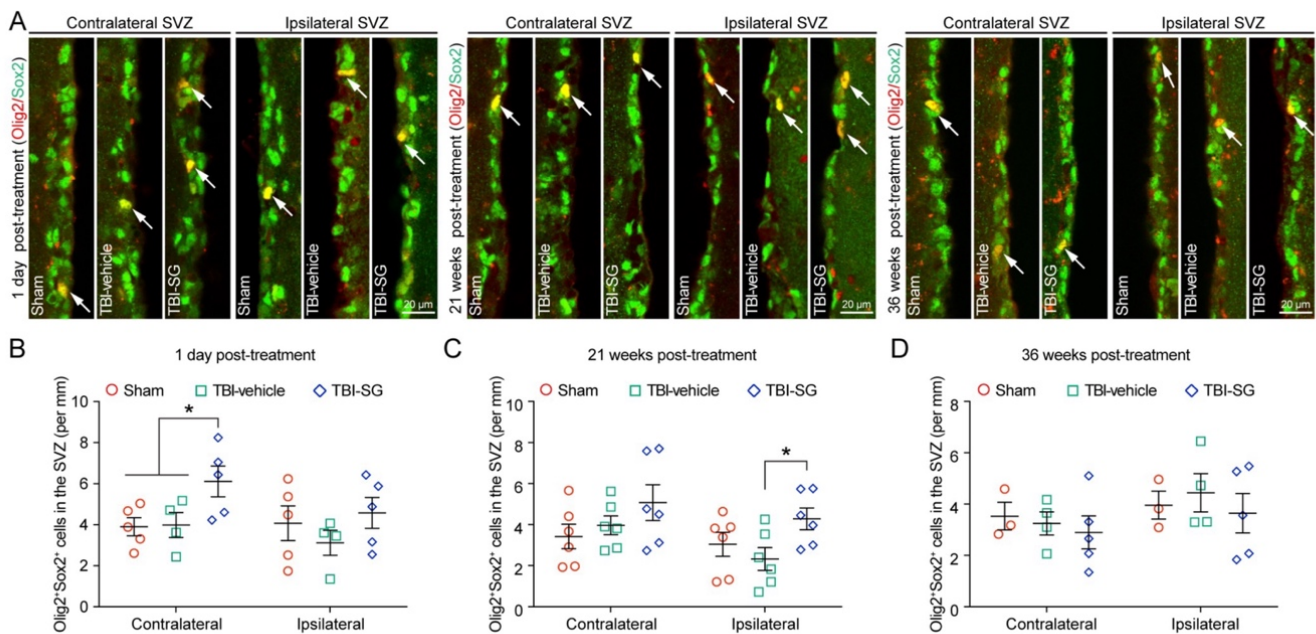 A
Contralateral SVZ Ipsilateral SVZ Contralateral SVZ Ipsilateral SVZ Contralateral SVZ Ipsilateral SVZ
1 day post-treatment (Olig2/Sox2)
Sham
TBI-vehicle
TBI-SG
Sham
TBI-vehicle
TBI-SG
20 µm
21 weeks post-treatment (Olig2/Sox2)
Sham
TBI-vehicle
TBI-SG
Sham
TBI-vehicle
TBI-SG
20 µm
36 weeks post-treatment (Olig2/Sox2)
Sham
TBI-vehicle
TBI-SG
Sham
TBI-vehicle
TBI-SG
20 µm
B
1 day post-treatment
Sham TBI-vehicle TBI-SG
Olig2⁺Sox2⁺ cells in the SVZ (per mm)
10
8
6
4
2
0
*
Contralateral Ipsilateral
C
21 weeks post-treatment
Sham TBI-vehicle TBI-SG
Olig2⁺Sox2⁺ cells in the SVZ (per mm)
10
8
6
4
2
0
*
Contralateral Ipsilateral
D
36 weeks post-treatment
Sham TBI-vehicle TBI-SG
Olig2⁺Sox2⁺ cells in the SVZ (per mm)
8
6
4
2
0
Contralateral Ipsilateral